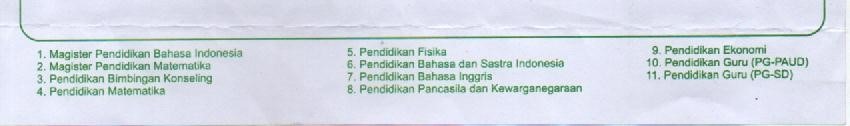 1. Magister Pendidikan Bahasa Indonesia
2. Magister Pendidikan Matematika
3. Pendidikan Bimbingan Konseling
4. Pendidikan Matematika
5. Pendidikan Fisika
6. Pendidikan Bahasa dan Sastra Indonesia
7. Pendidikan Bahasa Inggris
8. Pendidikan Pancasila dan Kewarganegaraan
9. Pendidikan Ekonomi
10. Pendidikan Guru (PG-PAUD)
11. Pendidikan Guru (PG-SD)